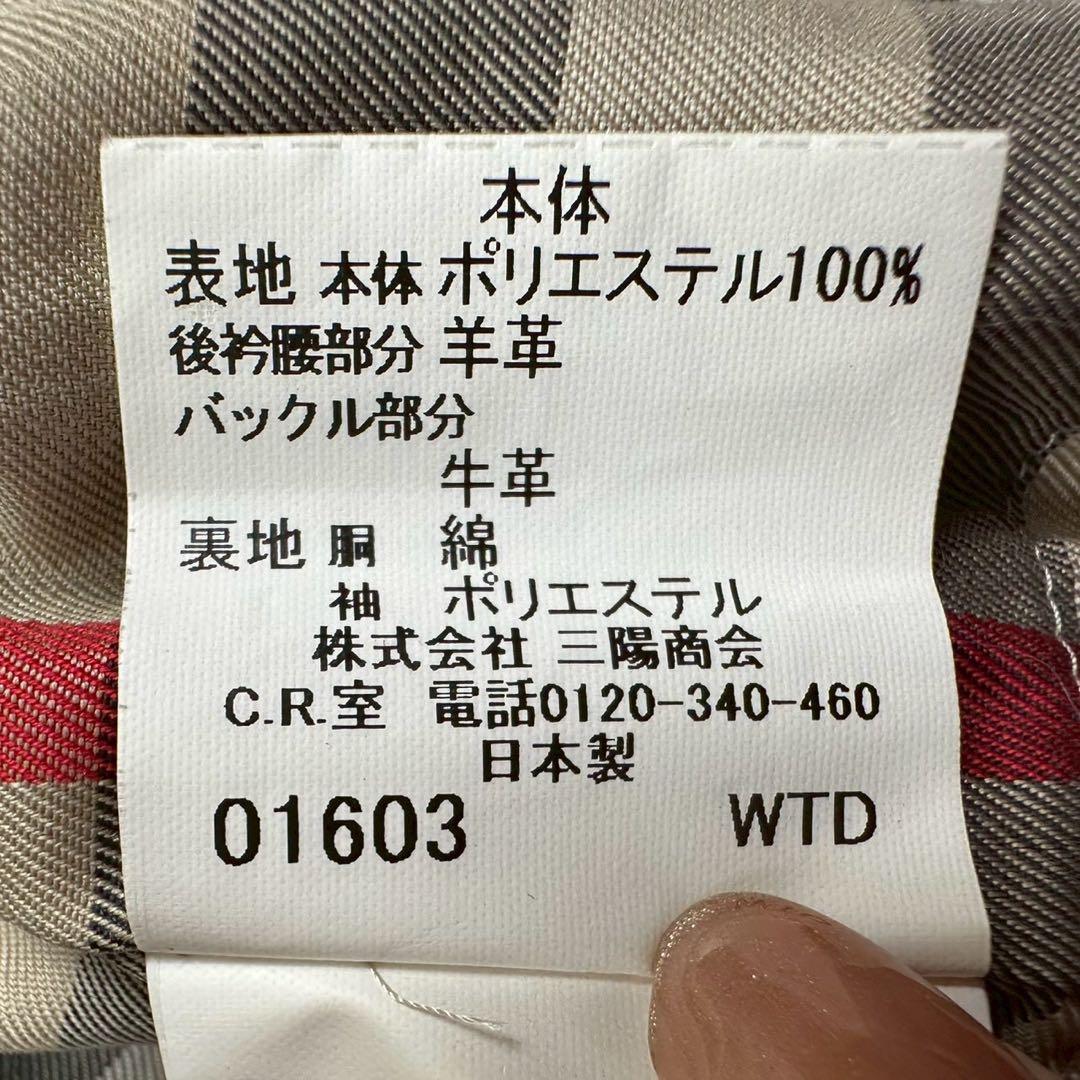 本体
表地 本体 ポリエステル100%
後衿腰部分 羊革
バックル部分
牛革
裏地 胴 綿
袖 ポリエステル
株式会社 三陽商会
C.R.室 電話0120-340-460
日本製
01603 WTD